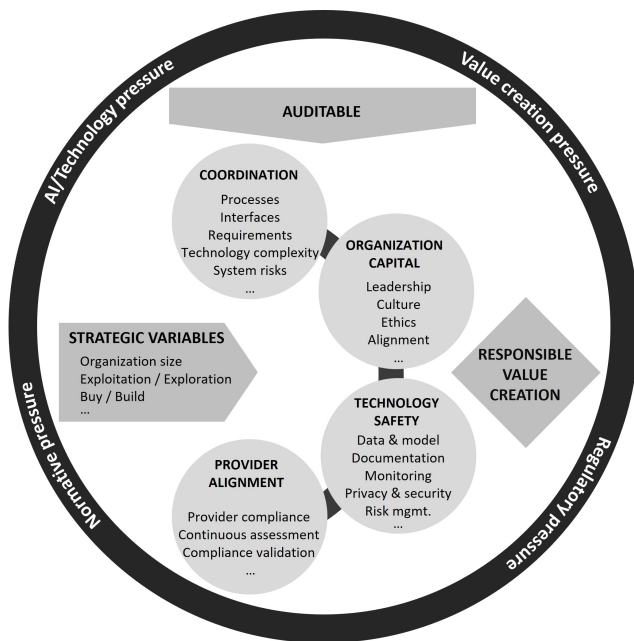 AI/Technology pressure
Value creation pressure
AUDITABLE
COORDINATION
Processes
Interfaces
Requirements
Technology complexity
System risks
...
ORGANIZATION
CAPITAL
Leadership
Culture
Ethics
Alignment
...
STRATEGIC VARIABLES
Organization size
Exploitation / Exploration
Buy / Build
...
RESPONSIBLE
VALUE
CREATION
TECHNOLOGY
SAFETY
Data & model
Documentation
Monitoring
Privacy & security
Risk mgmt.
...
PROVIDER
ALIGNMENT
Provider compliance
Continuous assessment
Compliance validation
...
Normative pressure
Regulatory pressure